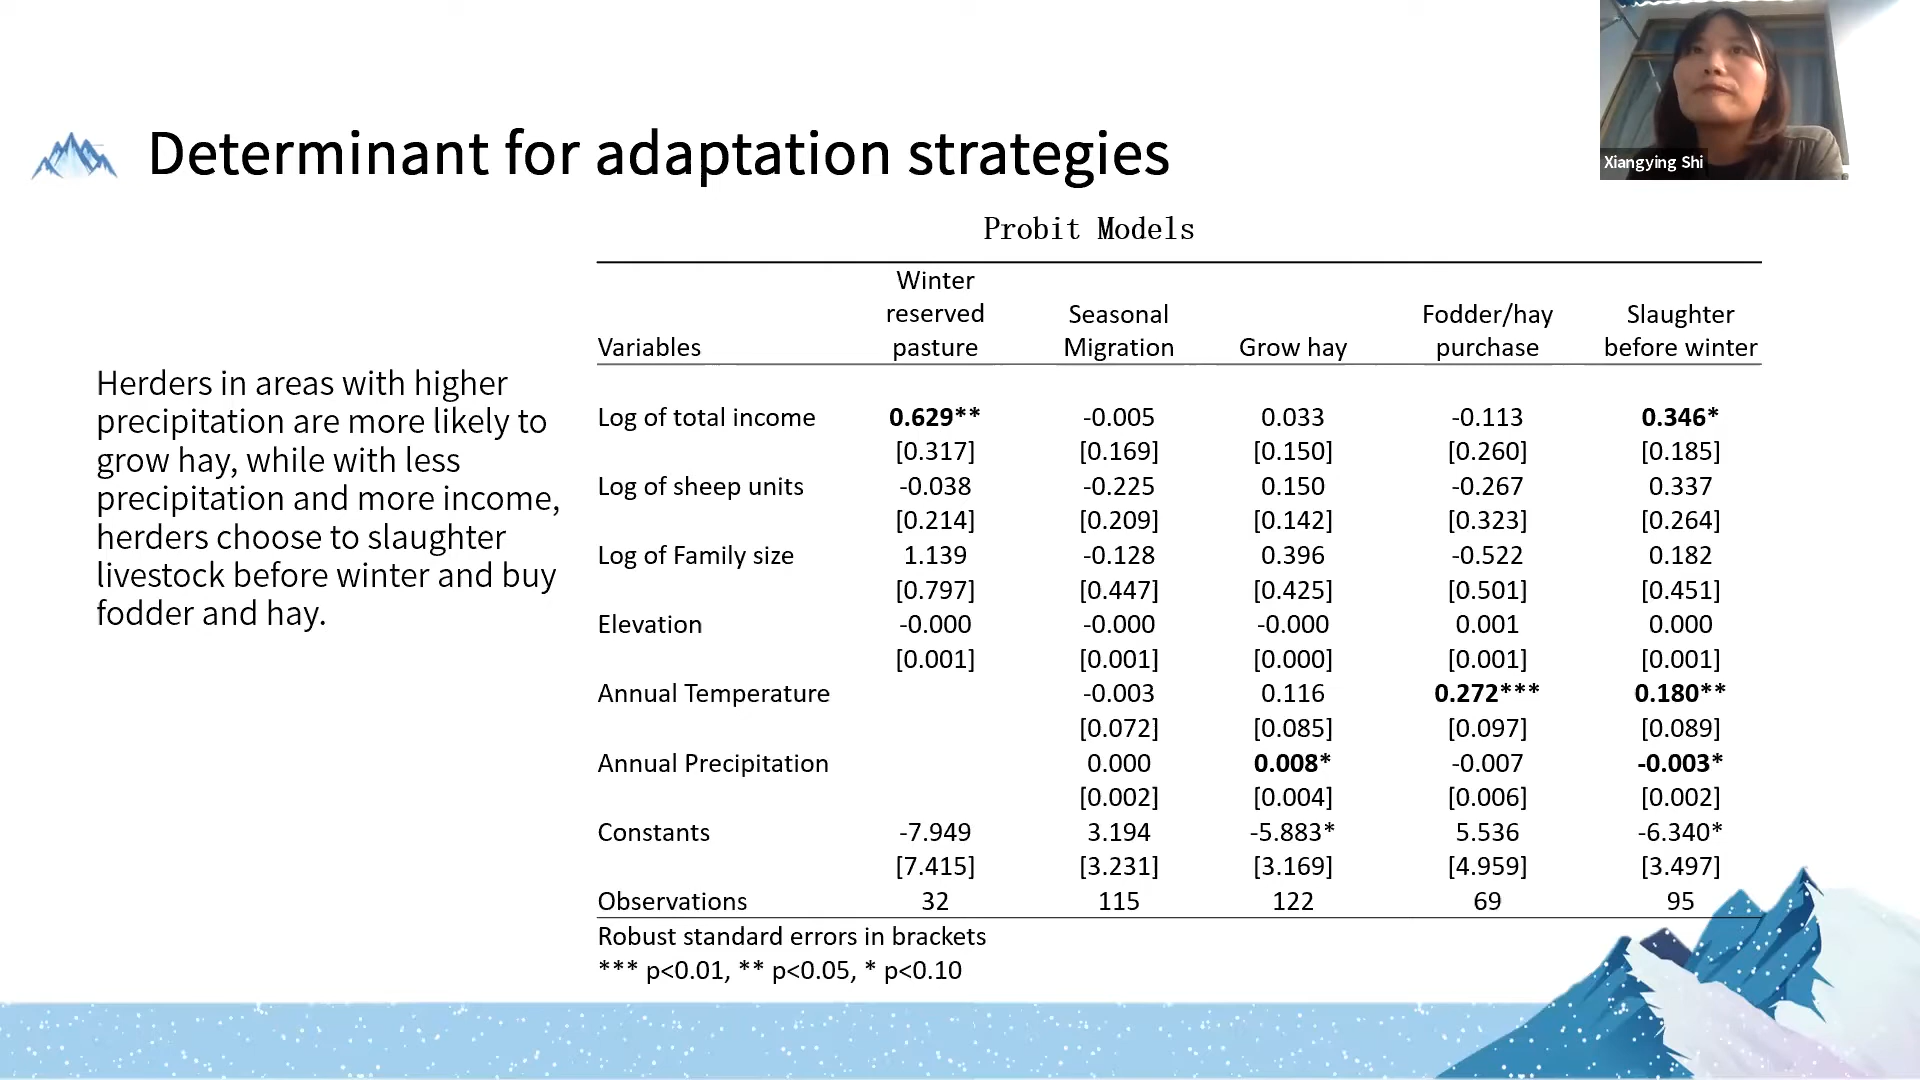 Xiangying Shi
Determinant for adaptation strategies
Herders in areas with higher
precipitation are more likely to
grow hay, while with less
precipitation and more income,
herders choose to slaughter
livestock before winter and buy
fodder and hay.
Probit Models
Winter
reserved Seasonal Fodder/hay Slaughter
Variables pasture Migration Grow hay purchase before winter
Log of total income 0.629** -0.005 0.033 -0.113 0.346*
[0.317] [0.169] [0.150] [0.260] [0.185]
Log of sheep units -0.038 -0.225 0.150 -0.267 0.337
[0.214] [0.209] [0.142] [0.323] [0.264]
Log of Family size 1.139 -0.128 0.396 -0.522 0.182
[0.797] [0.447] [0.425] [0.501] [0.451]
Elevation -0.000 -0.000 -0.000 0.001 0.000
[0.001] [0.001] [0.000] [0.001] [0.001]
Annual Temperature -0.003 0.116 0.272*** 0.180**
[0.072] [0.085] [0.097] [0.089]
Annual Precipitation 0.000 0.008* -0.007 -0.003*
[0.002] [0.004] [0.006] [0.002]
Constants -7.949 3.194 -5.883* 5.536 -6.340*
[7.415] [3.231] [3.169] [4.959] [3.497]
Observations 32 115 122 69 95
Robust standard errors in brackets
*** p<0.01, ** p<0.05, * p<0.10